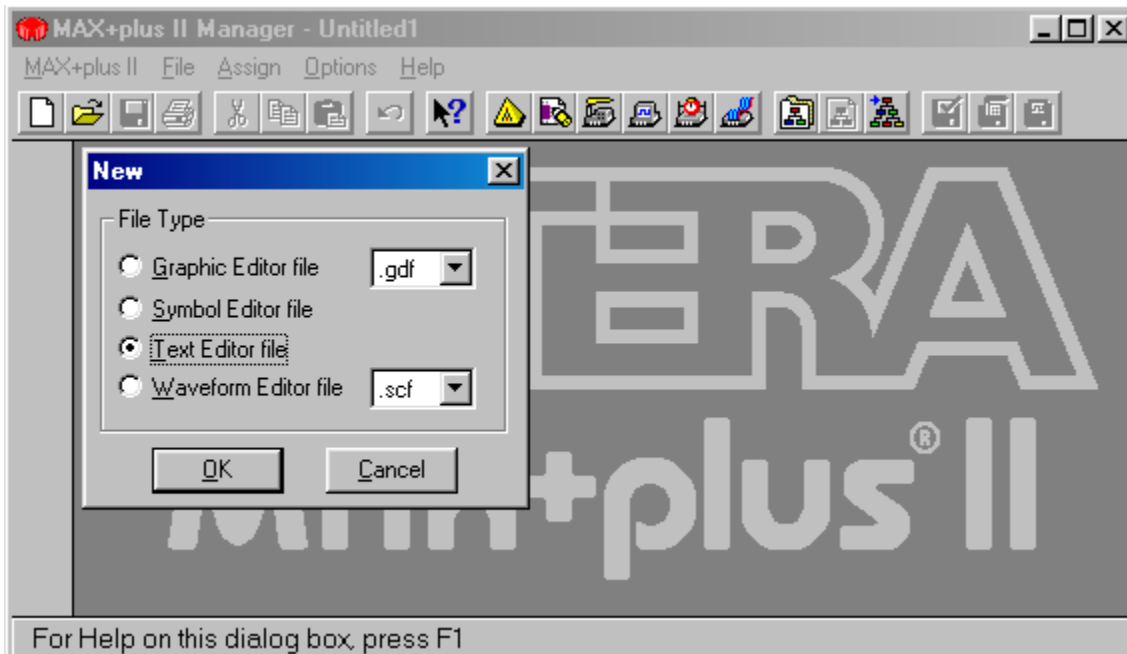 MAX+plus II Manager - Untitled1
MAX+plus II File Assign Options Help
New
File Type
Graphic Editor file .gdf
Symbol Editor file
Text Editor file
Waveform Editor file .scf
OK Cancel
TERA
MAX+plus® II
For Help on this dialog box, press F1